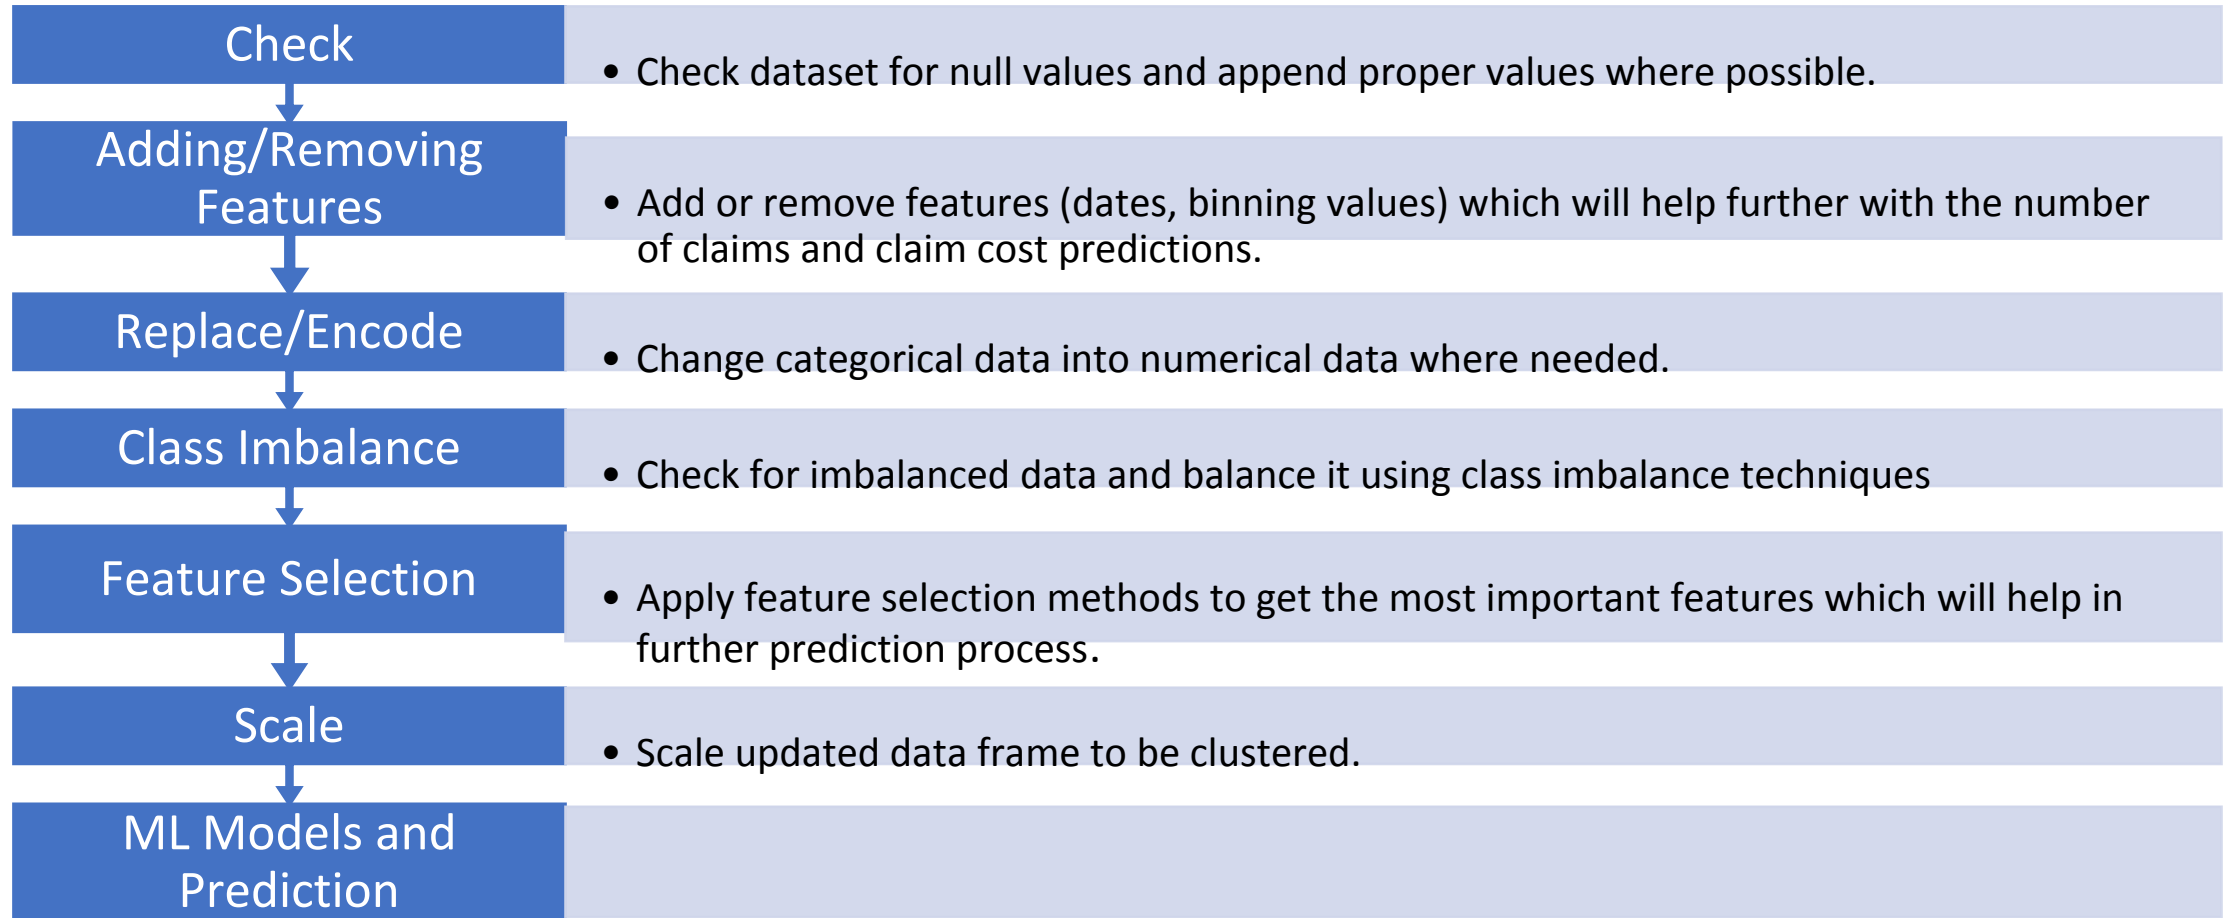 Check
• Check dataset for null values and append proper values where possible.
Adding/Removing
Features
• Add or remove features (dates, binning values) which will help further with the number
of claims and claim cost predictions.
Replace/Encode
• Change categorical data into numerical data where needed.
Class Imbalance
• Check for imbalanced data and balance it using class imbalance techniques
Feature Selection
• Apply feature selection methods to get the most important features which will help in
further prediction process.
Scale
• Scale updated data frame to be clustered.
ML Models and
Prediction